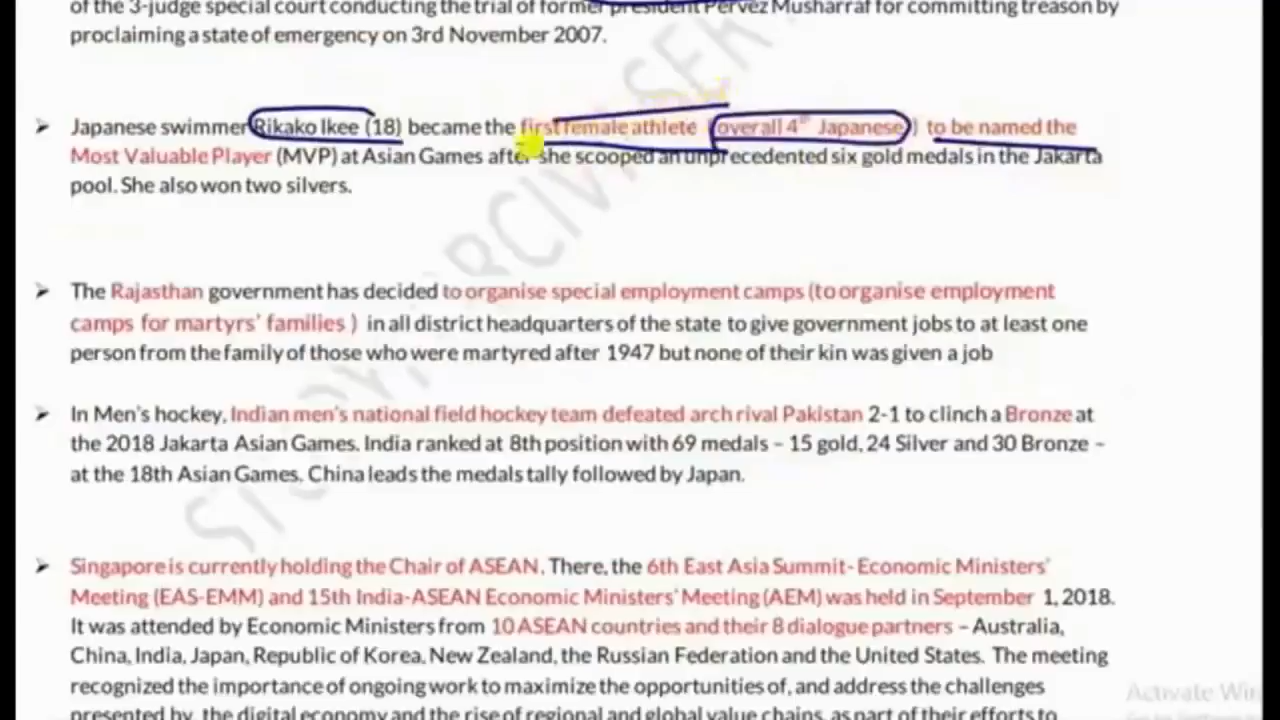 of the 3-judge special court conducting the trial of former president Pervez Musharraf for committing treason by
proclaiming a state of emergency on 3rd November 2007.
➤ Japanese swimmer Rikako Ikee (18) became the first female athlete (overall 4th Japanese) to be named the
Most Valuable Player (MVP) at Asian Games after she scooped an unprecedented six gold medals in the Jakarta
pool. She also won two silvers.
➤ The Rajasthan government has decided to organise special employment camps (to organise employment
camps for martyrs' families ) in all district headquarters of the state to give government jobs to at least one
person from the family of those who were martyred after 1947 but none of their kin was given a job
➤ In Men's hockey, Indian men's national field hockey team defeated arch rival Pakistan 2-1 to clinch a Bronze at
the 2018 Jakarta Asian Games. India ranked at 8th position with 69 medals – 15 gold, 24 Silver and 30 Bronze –
at the 18th Asian Games. China leads the medals tally followed by Japan.
➤ Singapore is currently holding the Chair of ASEAN. There, the 6th East Asia Summit- Economic Ministers'
Meeting (EAS-EMM) and 15th India-ASEAN Economic Ministers' Meeting (AEM) was held in September 1, 2018.
It was attended by Economic Ministers from 10 ASEAN countries and their 8 dialogue partners – Australia,
China, India, Japan, Republic of Korea, New Zealand, the Russian Federation and the United States. The meeting
recognized the importance of ongoing work to maximize the opportunities of, and address the challenges
presented by, the digital economy and the rise of regional and global value chains, as part of their efforts to
Activate Win